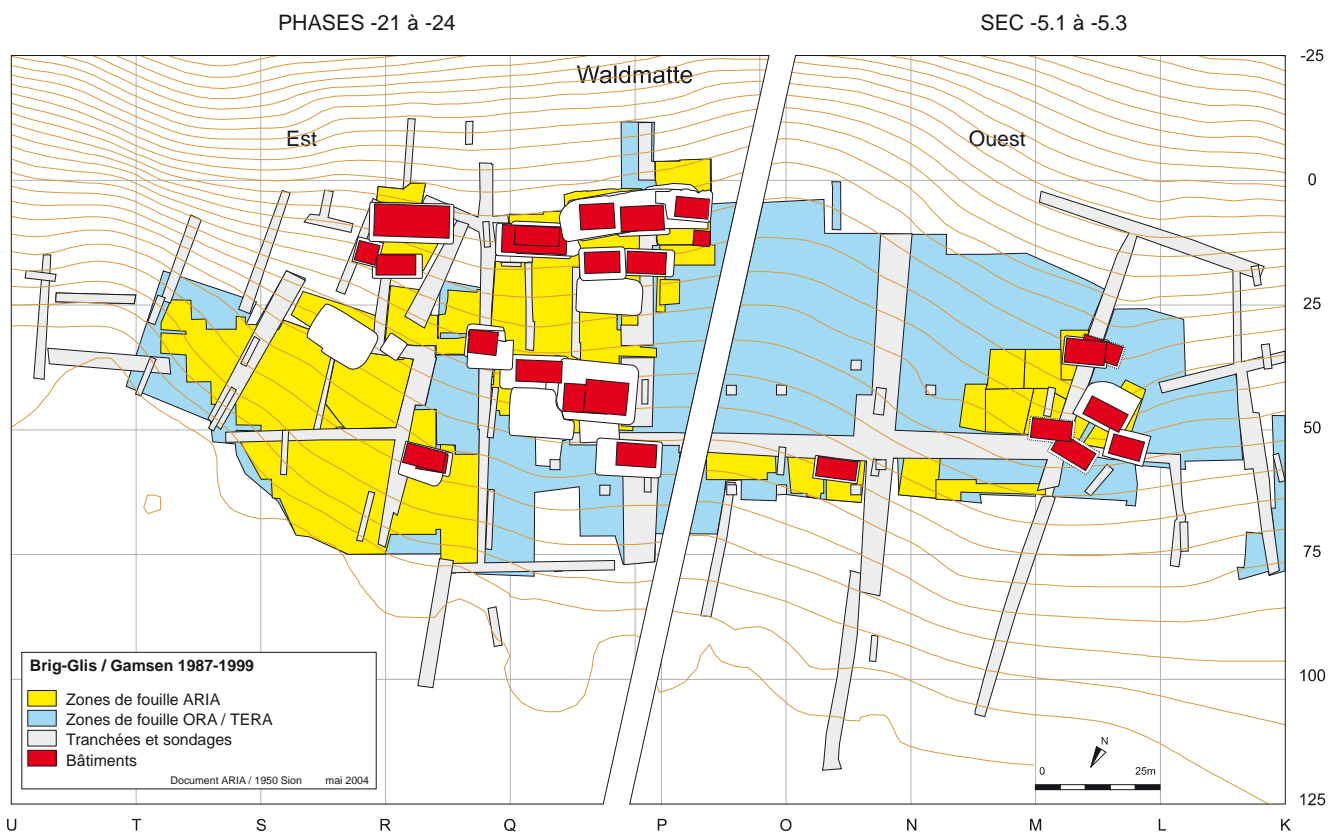 PHASES -21 à -24
SEC -5.1 à -5.3
Waldmatte
Est
Ouest
-25
0
25
50
75
100
125
Brig-Glis / Gamsen 1987-1999
Zones de fouille ARIA
Zones de fouille ORA / TERA
Tranchées et sondages
Bâtiments
Document ARIA / 1950 Sion mai 2004
N
0 25m
U T S R Q P O N M L K